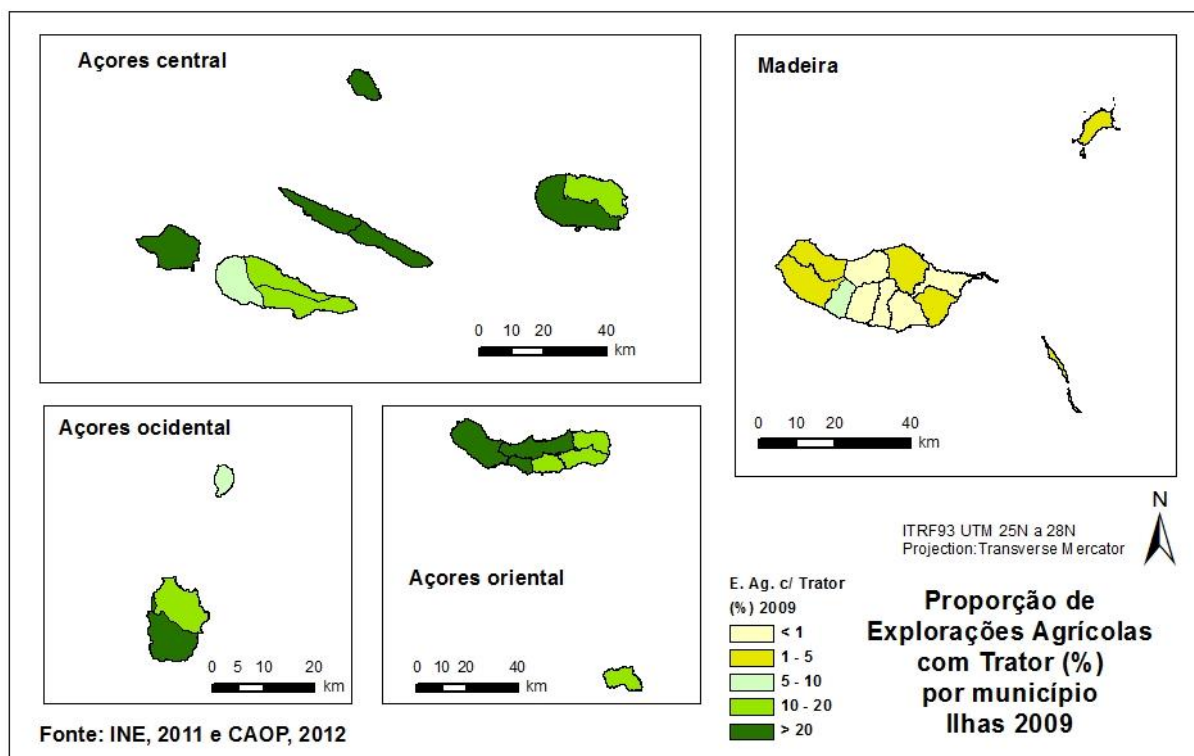 Açores central
0 10 20 40
km
Madeira
0 10 20 40
km
Açores ocidental
0 5 10 20
km
Açores oriental
0 10 20 40
km
N
ITRF93 UTM 25N a 28N
Projection:Transverse Mercator
E. Ag. c/ Trator
(%) 2009
< 1
1 - 5
5 - 10
10 - 20
> 20
Proporção de
Explorações Agrícolas
com Trator (%)
por município
Ilhas 2009
Fonte: INE, 2011 e CAOP, 2012